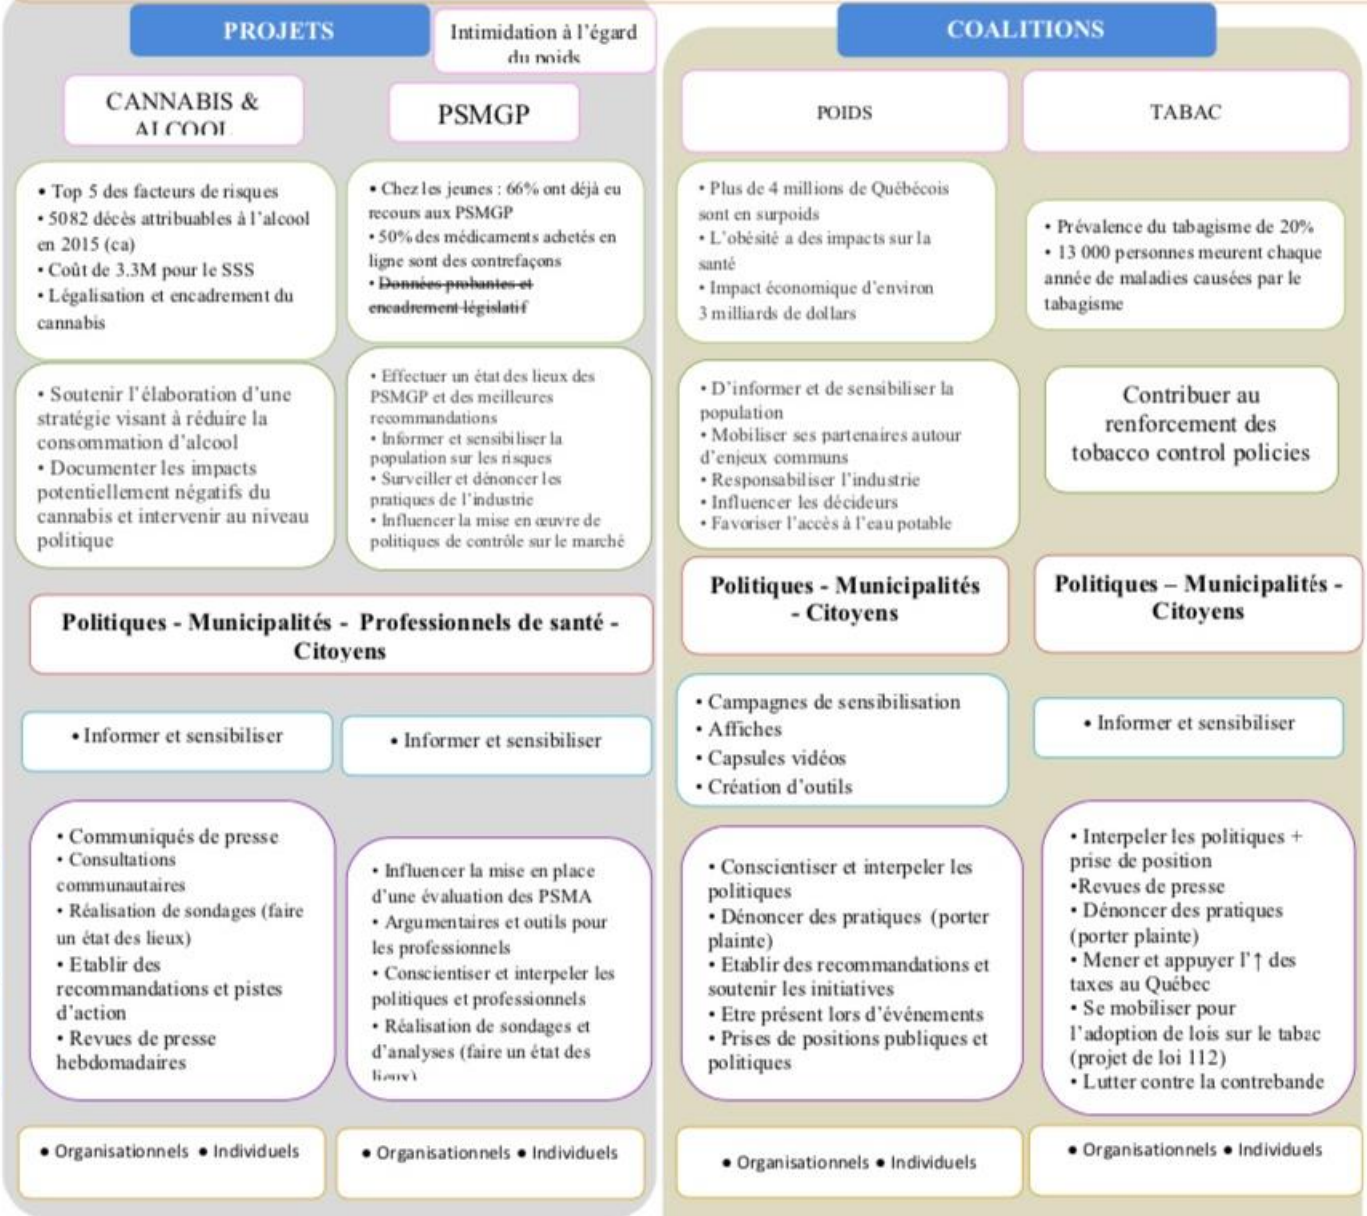 PROJETS
Intimidation à l'égard
du poids
COALITIONS
CANNABIS &
ALCOOL
PSMGP
POIDS
TABAC
• Top 5 des facteurs de risques
• 5082 décès attribuables à l'alcool
en 2015 (ca)
• Coût de 3.3M pour le SSS
• Légalisation et encadrement du
cannabis
• Chez les jeunes : 66% ont déjà eu
recours aux PSMGP
• 50% des médicaments achetés en
ligne sont des contrefaçons
• Données probantes et
encadrement législatif
• Plus de 4 millions de Québécois
sont en surpoids
• L'obésité a des impacts sur la
santé
• Impact économique d'environ
3 milliards de dollars
• Prévalence du tabagisme de 20%
• 13 000 personnes meurent chaque
année de maladies causées par le
tabagisme
• Soutenir l'élaboration d'une
stratégie visant à réduire la
consommation d'alcool
• Documenter les impacts
potentiellement négatifs du
cannabis et intervenir au niveau
politique
• Effectuer un état des lieux des
PSMGP et des meilleures
recommandations
• Informer et sensibiliser la
population sur les risques
• Surveiller et dénoncer les
pratiques de l'industrie
• Influencer la mise en œuvre de
politiques de contrôle sur le marché
• D'informer et de sensibiliser la
population
• Mobiliser ses partenaires autour
d'enjeux communs
• Responsabiliser l'industrie
• Influencer les décideurs
• Favoriser l'accès à l'eau potable
Contribuer au
renforcement des
tobacco control policies
Politiques - Municipalités - Professionnels de santé -
Citoyens
Politiques - Municipalités
- Citoyens
Politiques – Municipalités -
Citoyens
• Informer et sensibiliser
• Informer et sensibiliser
• Campagnes de sensibilisation
• Affiches
• Capsules vidéos
• Création d'outils
• Informer et sensibiliser
• Communiqués de presse
• Consultations
communautaires
• Réalisation de sondages (faire
un état des lieux)
• Etablir des
recommandations et pistes
d'action
• Revues de presse
hebdomadaires
• Influencer la mise en place
d'une évaluation des PSMA
• Argumentaires et outils pour
les professionnels
• Conscientiser et interpeler les
politiques et professionnels
• Réalisation de sondages et
d'analyses (faire un état des
lieux)
• Conscientiser et interpeler les
politiques
• Dénoncer des pratiques (porter
plainte)
• Etablir des recommandations et
soutenir les initiatives
• Etre présent lors d'événements
• Prises de positions publiques et
politiques
• Interpeler les politiques +
prise de position
•Revues de presse
• Dénoncer des pratiques
(porter plainte)
• Mener et appuyer l'↑ des
taxes au Québec
• Se mobiliser pour
l'adoption de lois sur le tabac
(projet de loi 112)
• Lutter contre la contrebande
• Organisationnels • Individuels
• Organisationnels • Individuels
• Organisationnels • Individuels
• Organisationnels • Individuels